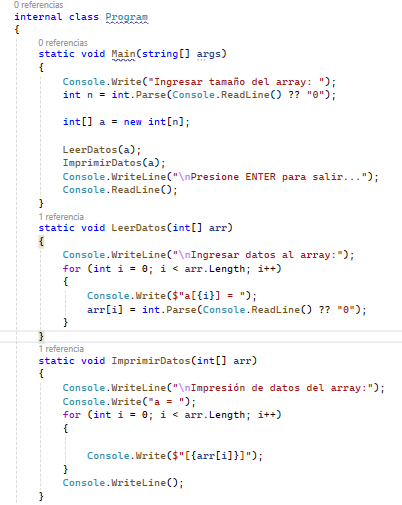 0 referencias
internal class Program
{
0 referencias
static void Main(string[] args)
{
Console.Write("Ingresar tamaño del array: ");
int n = int.Parse(Console.ReadLine() ?? "0");
int[] a = new int[n];
LeerDatos(a);
ImprimirDatos(a);
Console.WriteLine("\nPresione ENTER para salir...");
Console.ReadLine();
}
1 referencia
static void LeerDatos(int[] arr)
{
Console.WriteLine("\nIngresar datos al array:");
for (int i = 0; i < arr.Length; i++)
{
Console.Write($"a[{i}] = ");
arr[i] = int.Parse(Console.ReadLine() ?? "0");
}
}
1 referencia
static void ImprimirDatos(int[] arr)
{
Console.WriteLine("\nImpresión de datos del array:");
Console.Write("a = ");
for (int i = 0; i < arr.Length; i++)
{
Console.Write($"[{arr[i]}]");
}
Console.WriteLine();
}